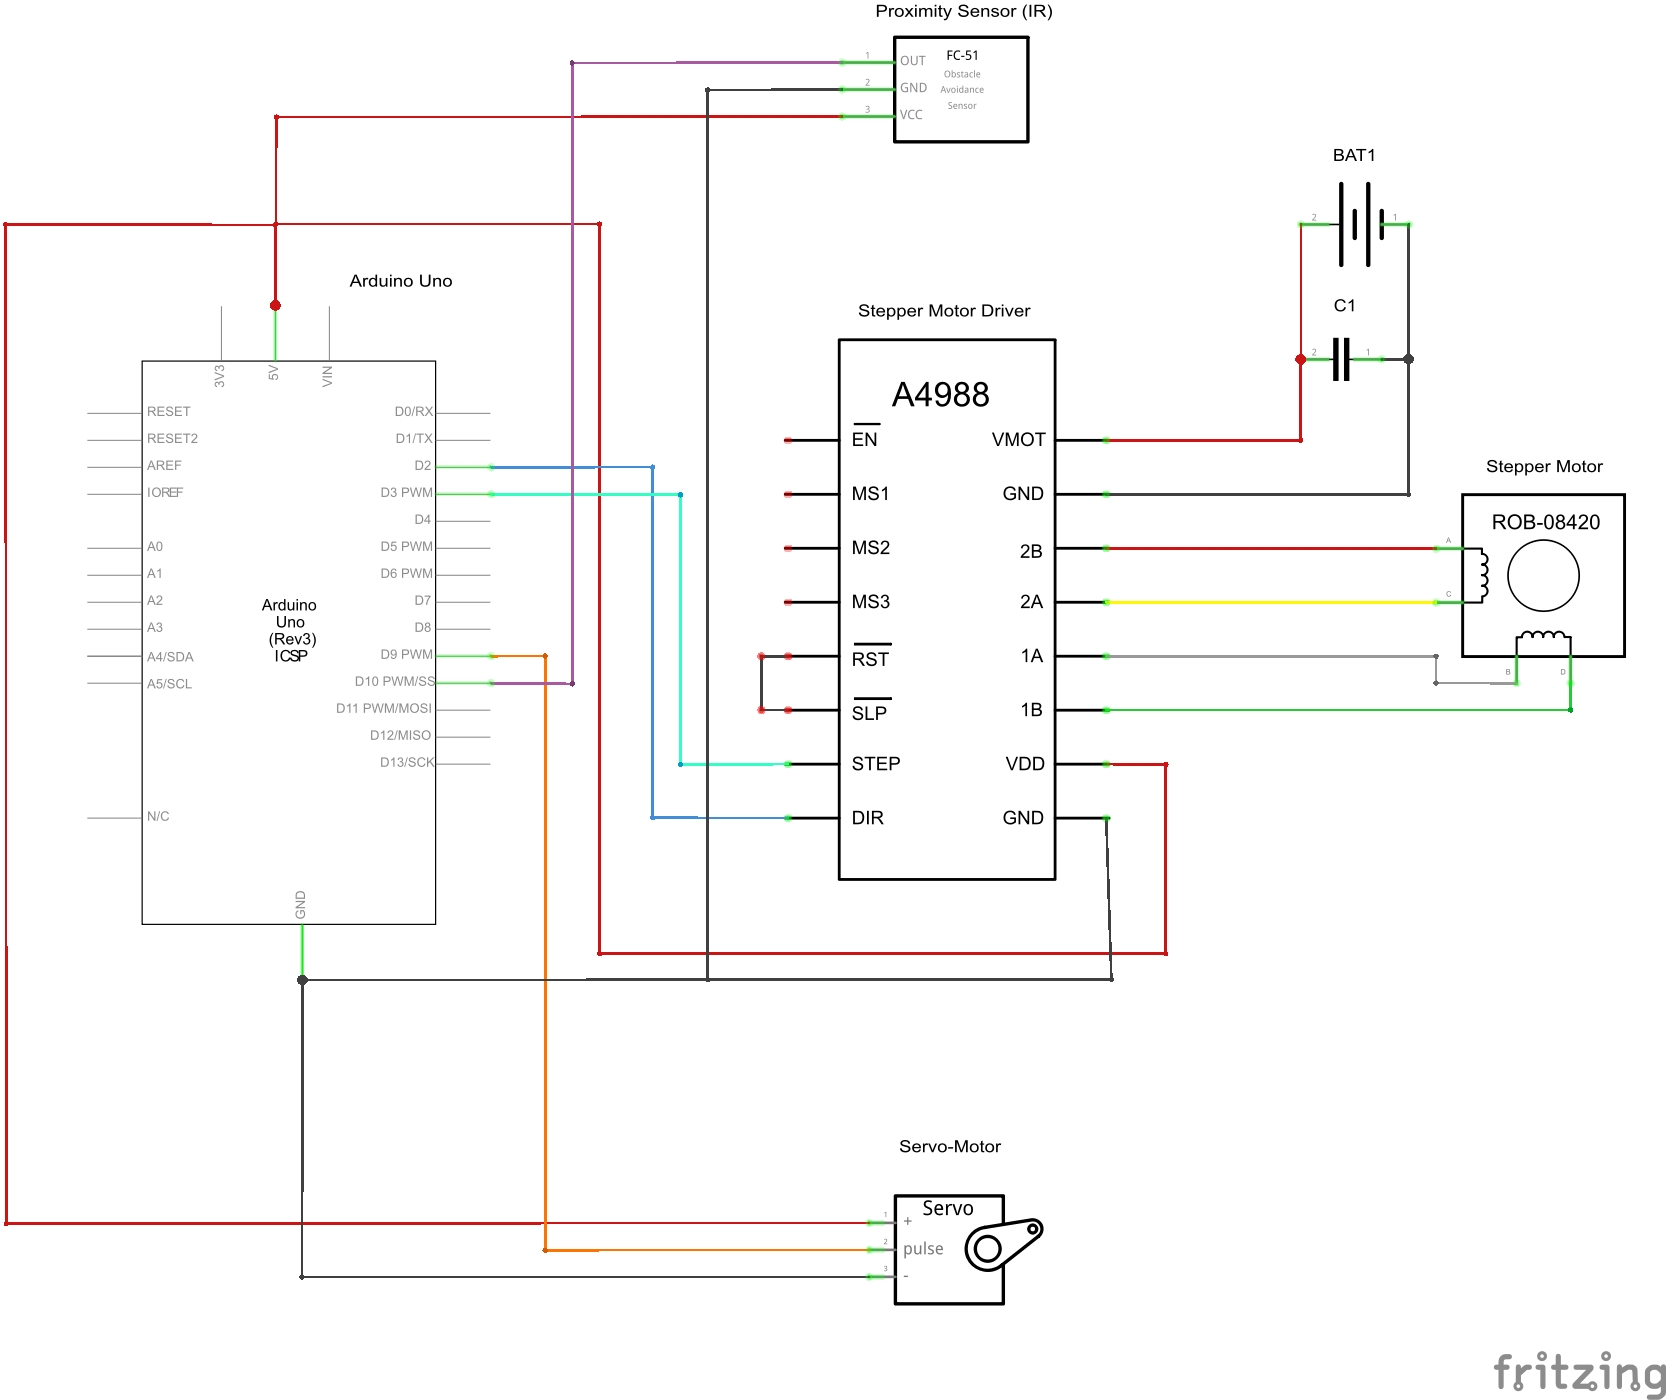 Proximity Sensor (IR)
1
OUT
FC-51
2
GND
Obstacle
Avoidance
Sensor
3
VCC
BAT1
2
1
C1
2
1
Arduino Uno
3V3
5V
VIN
RESET
RESET2
AREF
IOREF
A0
A1
A2
A3
A4/SDA
A5/SCL
N/C
Arduino
Uno
(Rev3)
ICSP
D0/RX
D1/TX
D2
D3 PWM
D4
D5 PWM
D6 PWM
D7
D8
D9 PWM
D10 PWM/SS
D11 PWM/MOSI
D12/MISO
D13/SCK
GND
Stepper Motor Driver
A4988
EN
MS1
MS2
MS3
RST
SLP
STEP
DIR
VMOT
GND
2B
2A
1A
1B
VDD
GND
Stepper Motor
ROB-08420
A
C
B
D
Servo-Motor
Servo
1
+
2
pulse
3
-
fritzing